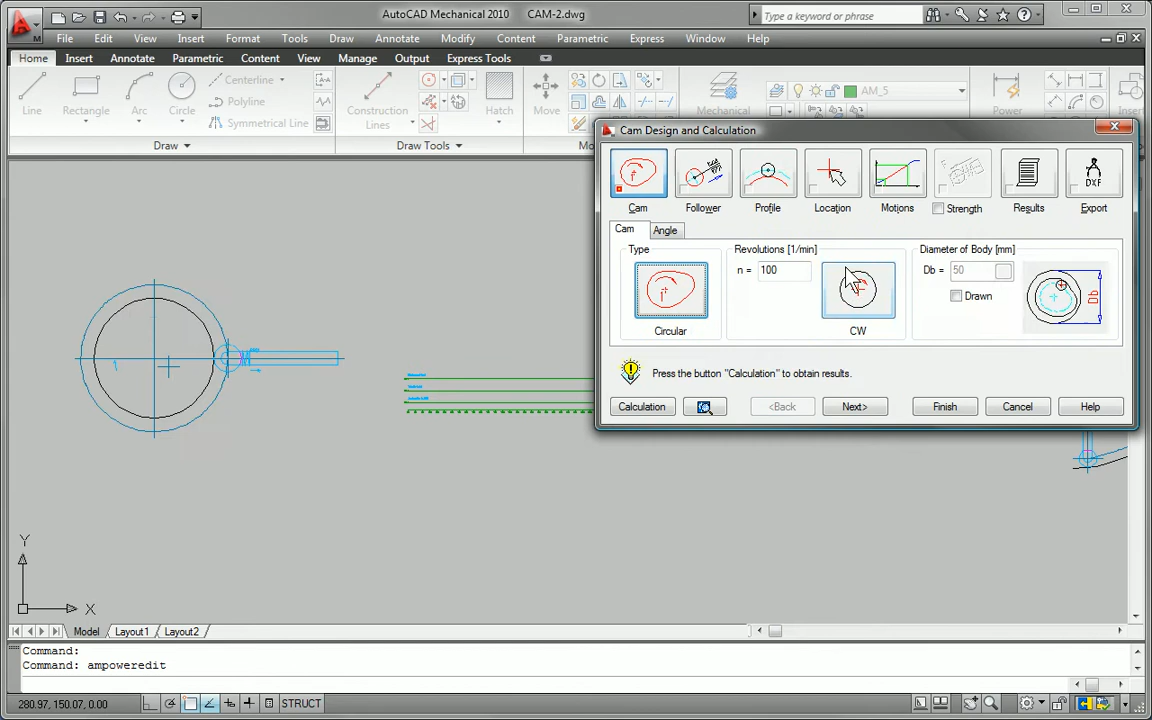 AutoCAD Mechanical 2010 CAM-2.dwg Type a keyword or phrase
File Edit View Insert Format Tools Draw Annotate Modify Content Parametric Express Window Help
Home Insert Annotate Parametric Content View Manage Output Express Tools
Centerline
Polyline
Symmetrical Line
Line Rectangle Arc Circle
Construction
Lines
Move
Hatch
Mechanical
AM_5
Insert
Draw
Draw Tools
Cam Design and Calculation
DXF
Cam Follower Profile Location Motions Strength Results Export
Cam Angle
Type Revolutions [1/min] Diameter of Body [mm]
n = 100 Db = 50
Drawn
Db
Circular CW
Press the button "Calculation" to obtain results.
Calculation <Back Next> Finish Cancel Help
Y
X
Model Layout1 Layout2
Command:
Command: ampoweredit
280.97, 150.07, 0.00 STRUCT